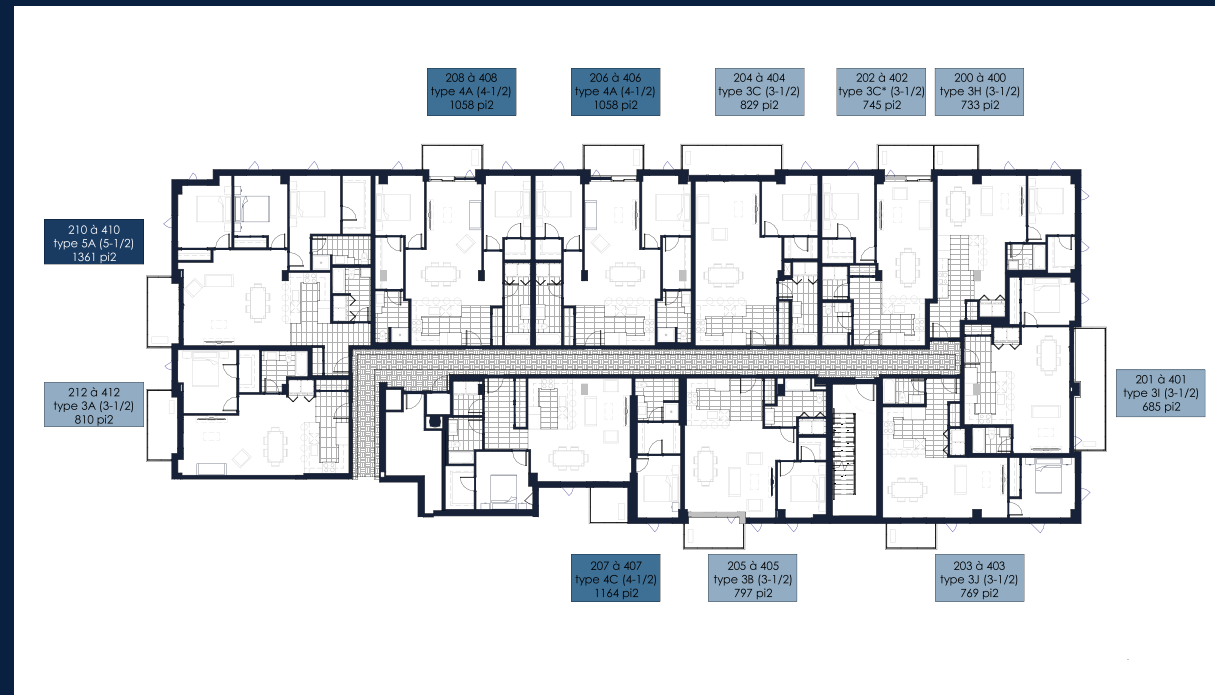 208 à 408
type 4A (4-1/2)
1058 pi2
206 à 406
type 4A (4-1/2)
1058 pi2
204 à 404
type 3C (3-1/2)
829 pi2
202 à 402
type 3C* (3-1/2)
745 pi2
200 à 400
type 3H (3-1/2)
733 pi2
210 à 410
type 5A (5-1/2)
1361 pi2
212 à 412
type 3A (3-1/2)
810 pi2
201 à 401
type 3I (3-1/2)
685 pi2
207 à 407
type 4C (4-1/2)
1164 pi2
205 à 405
type 3B (3-1/2)
797 pi2
203 à 403
type 3J (3-1/2)
769 pi2